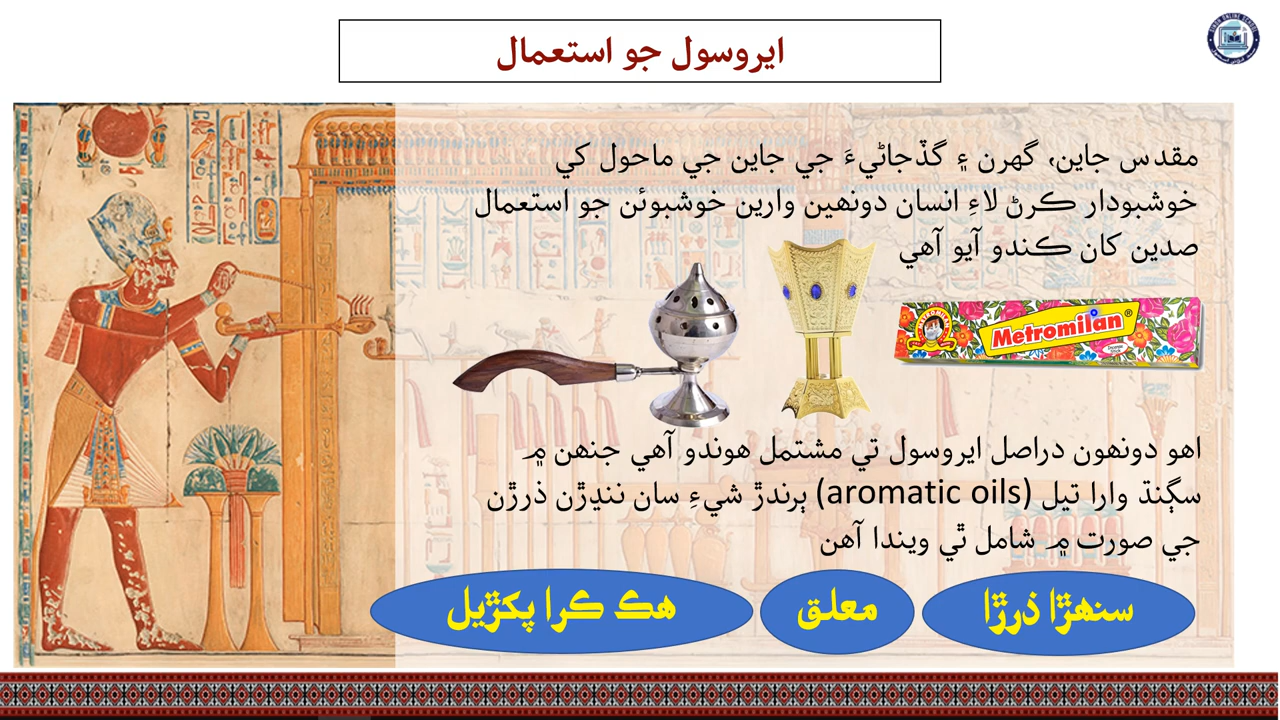 ايروسول جو استعمال
مقدس جاين، گهرن ۽ گڏجاڻيءَ جي جاين جي ماحول کي
خوشبودار ڪرڻ لاءِ انسان دونهين وارين خوشبوئن جو استعمال
صدين کان ڪندو آيو آهي
Metromilan®
اهو دونهون دراصل ايروسول تي مشتمل هوندو آهي جنهن ۾
سڳنڌ وارا تيل (aromatic oils) ٻرندڙ شيءِ سان ننڍڙن ذرڙن
جي صورت ۾ شامل ٿي ويندا آهن
سنهڙا ذرڙا
معلق
هڪ ڪرا پکڙيل